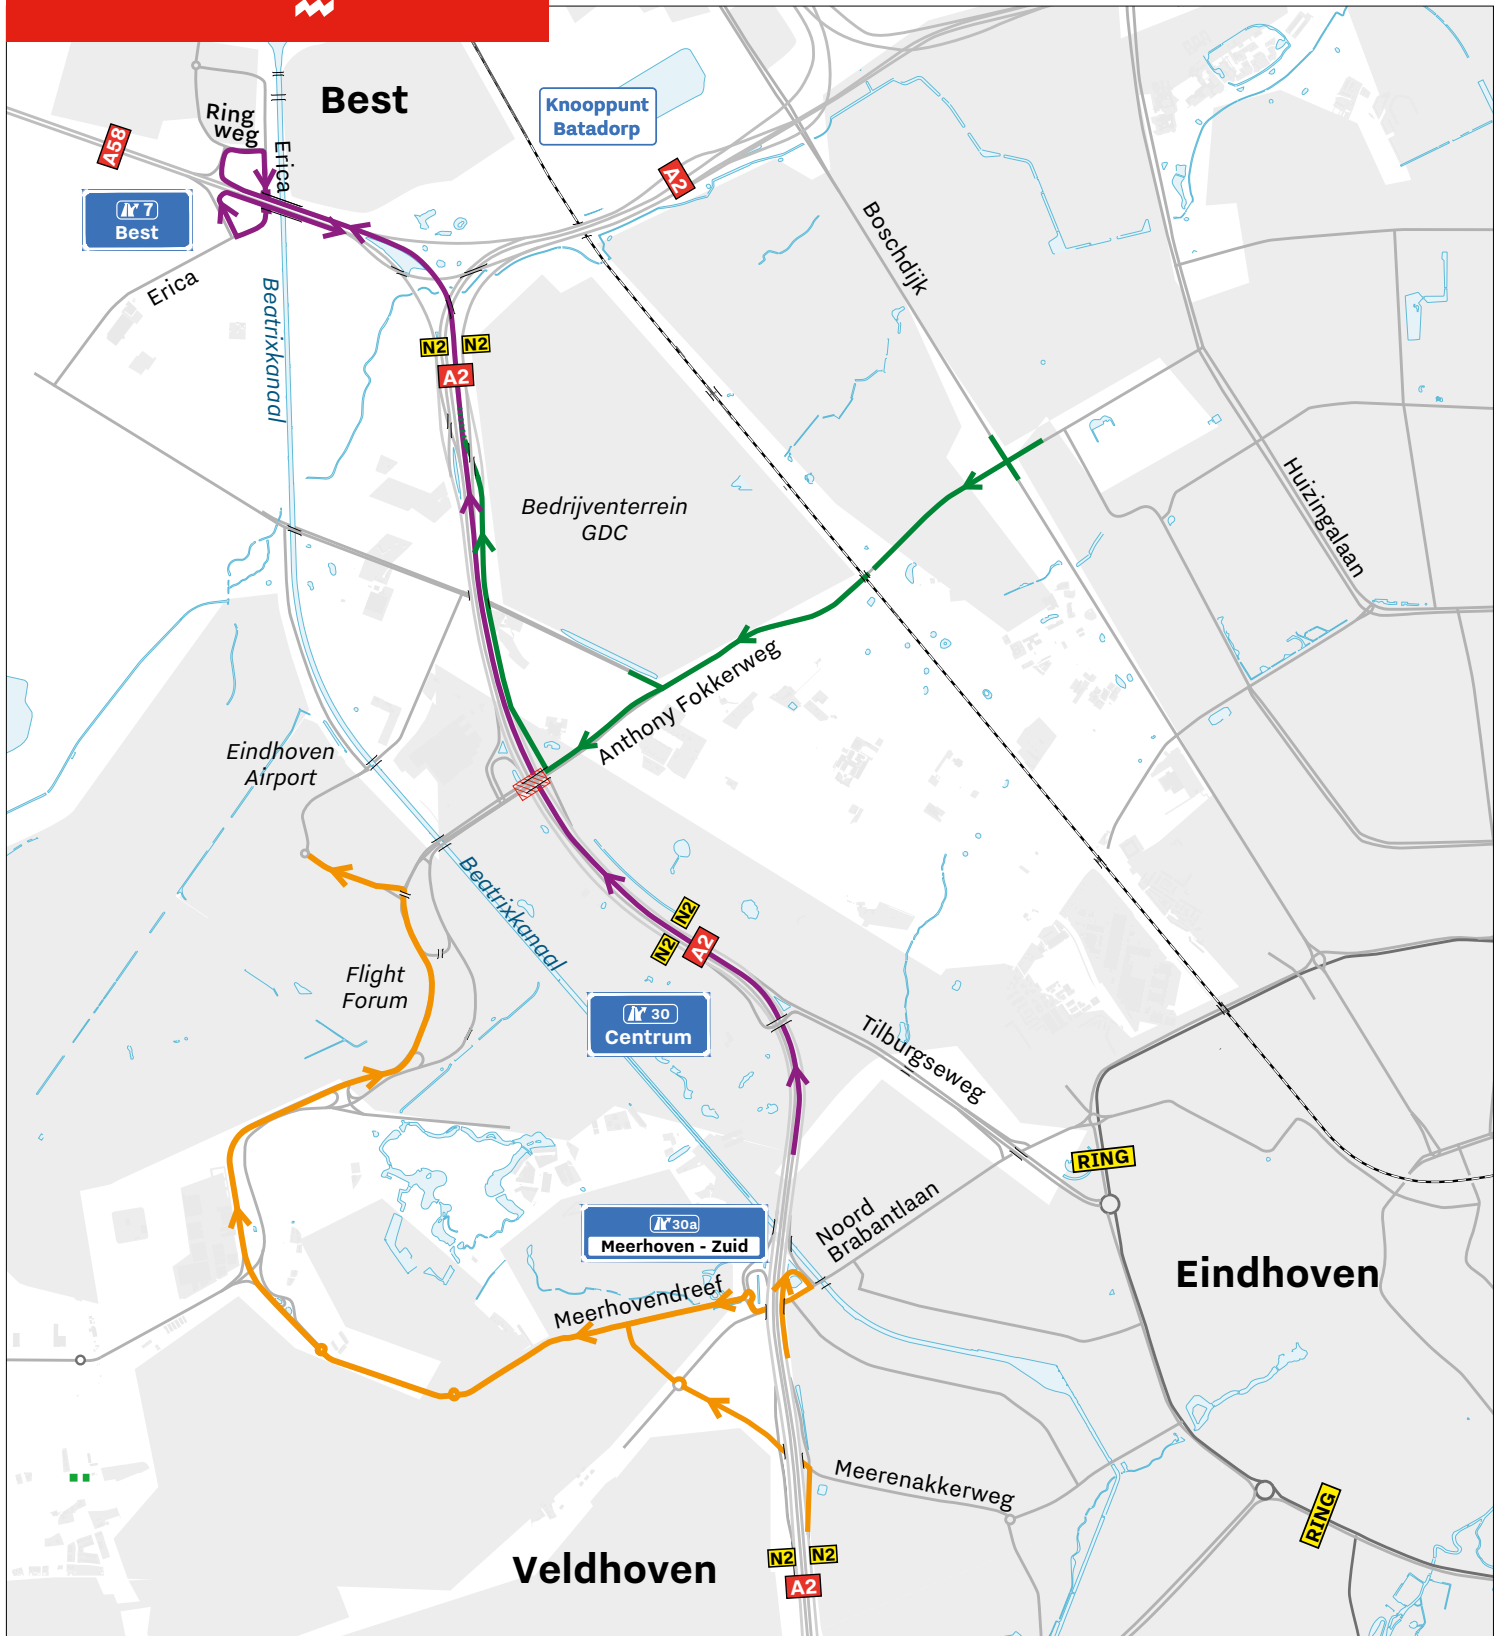 Best
Ring
weg
Erica
A58
Knooppunt
Batadorp
A2
7
Best
Boschdijk
Erica
Beatrixkanaal
N2
N2
A2
Bedrijventerrein
GDC
Huizingalaan
Anthony Fokkerweg
Eindhoven
Airport
Beatrixkanaal
N2
N2
A2
Flight
Forum
30
Centrum
Tilburgseweg
RING
30a
Meerhoven - Zuid
Noord
Brabantlaan
Eindhoven
Meerhovendreef
Meerenakkerweg
RING
Veldhoven
N2
N2
A2